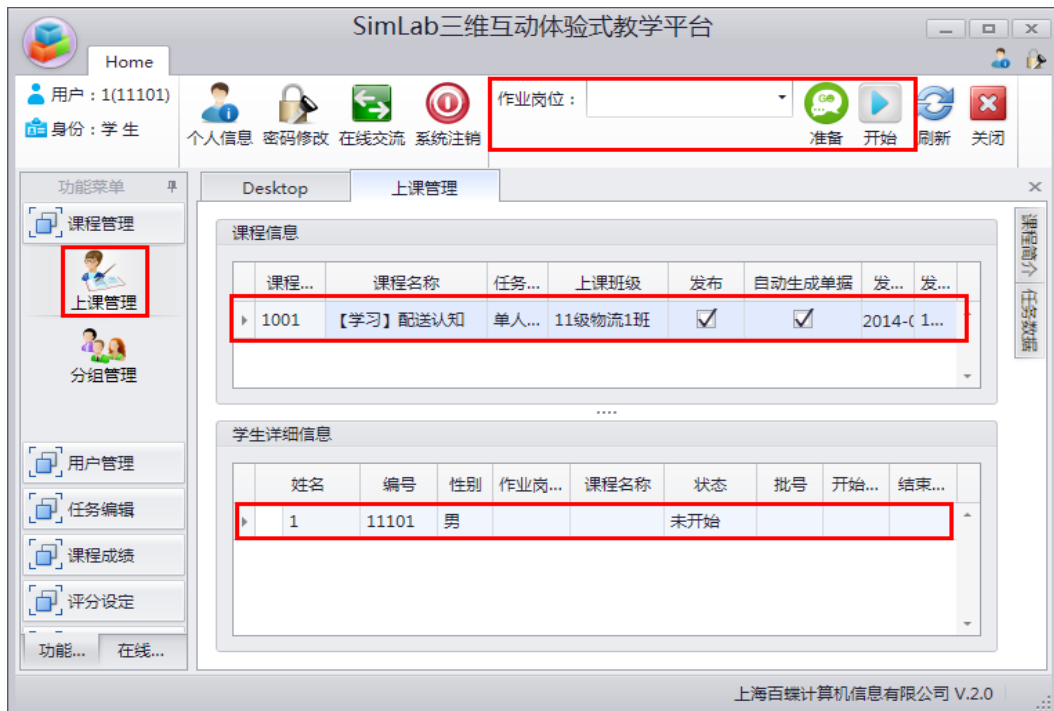 SimLab三维互动体验式教学平台
Home
用户：1(11101)
身份：学 生
个人信息 密码修改 在线交流 系统注销
作业岗位：
准备 开始 刷新 关闭
功能菜单
课程管理
上课管理
分组管理
用户管理
任务编辑
课程成绩
评分设定
功能... 在线...
Desktop 上课管理
课程信息
课程... 课程名称 任务... 上课班级 发布 自动生成单据 发... 发...
1001 【学习】配送认知 单人... 11级物流1班 2014-0 1...
学生详细信息
姓名 编号 性别 作业岗... 课程名称 状态 批号 开始... 结束...
1 11101 男 未开始
课程简介
任务数据
上海百蝶计算机信息有限公司 V.2.0